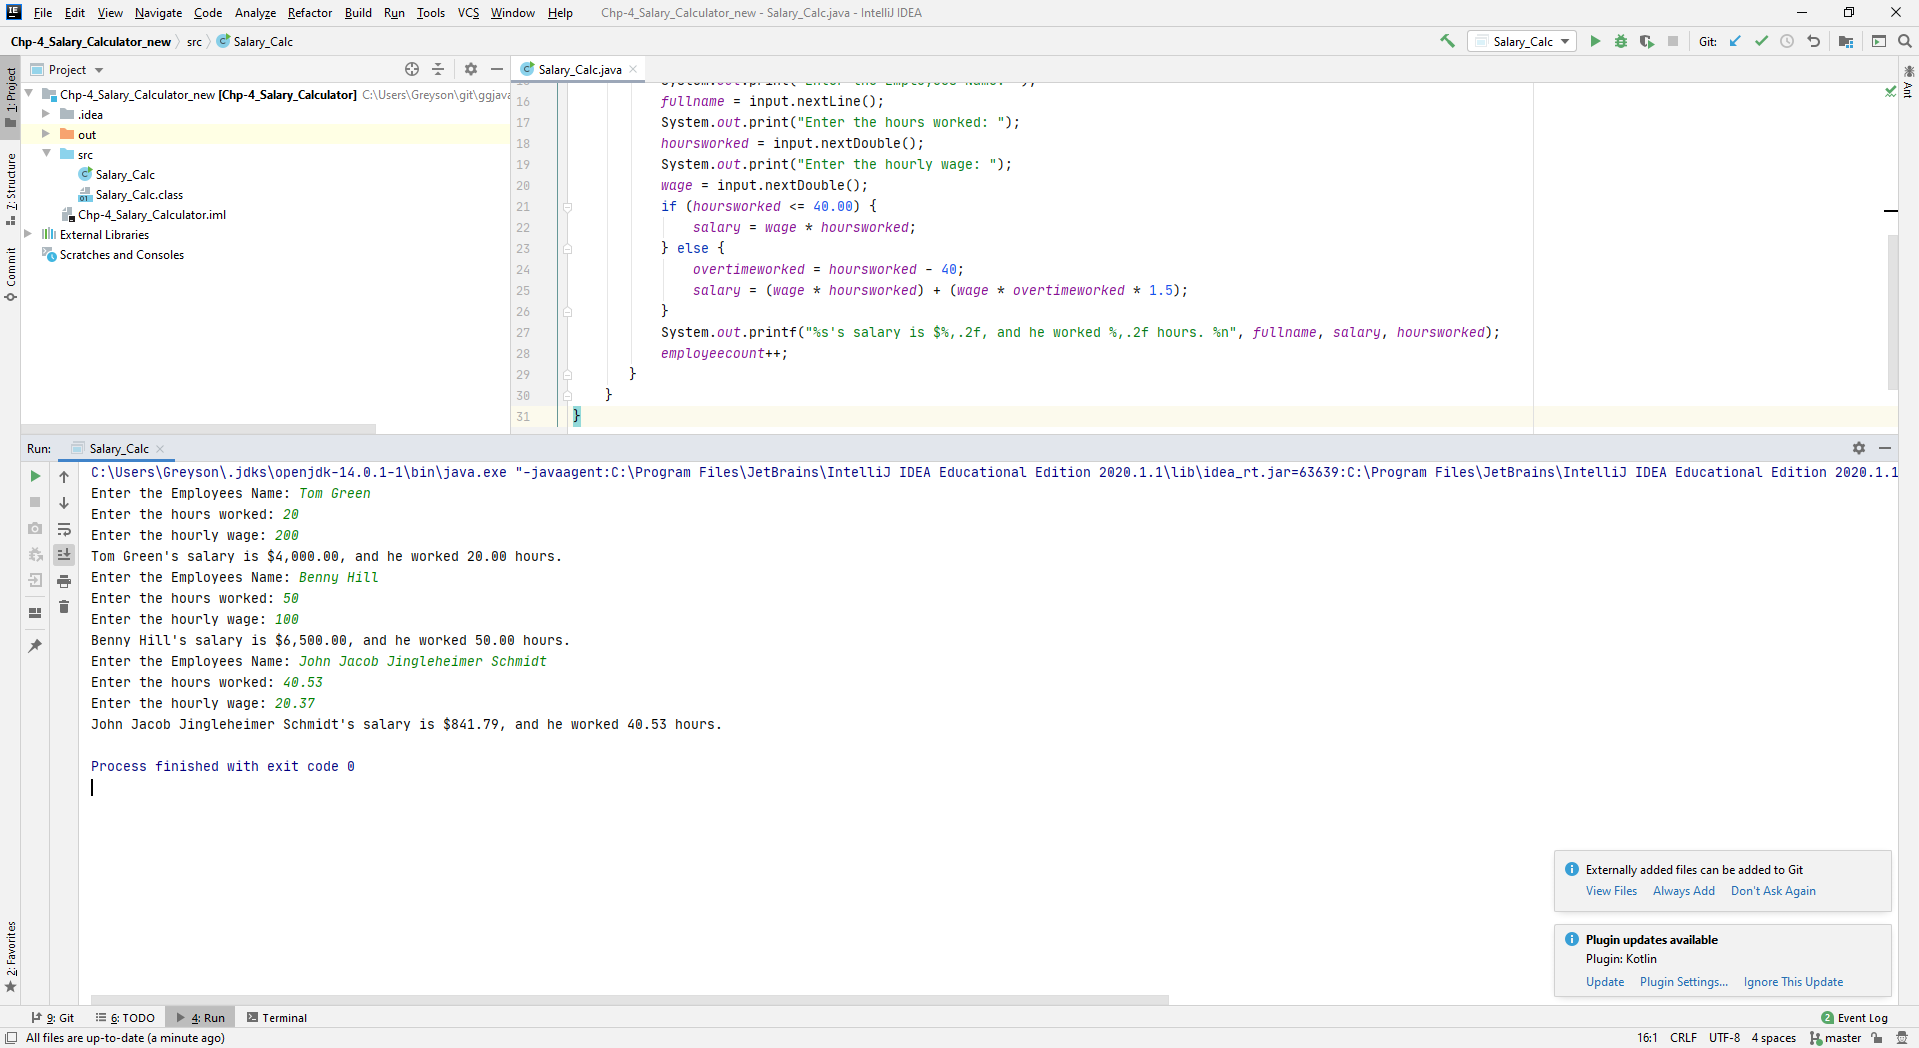 File Edit View Navigate Code Analyze Refactor Build Run Tools VCS Window Help Chp-4_Salary_Calculator_new - Salary_Calc.java - IntelliJ IDEA
Chp-4_Salary_Calculator_new src Salary_Calc
Salary_Calc Git:
1: Project
7: Structure
Commit
2: Favorites
Project
Chp-4_Salary_Calculator_new [Chp-4_Salary_Calculator] C:\Users\Greyson\git\ggjava
.idea
out
src
Salary_Calc
Salary_Calc.class
Chp-4_Salary_Calculator.iml
External Libraries
Scratches and Consoles
Salary_Calc.java
Ant
16 fullname = input.nextLine();
17 System.out.print("Enter the hours worked: ");
18 hoursworked = input.nextDouble();
19 System.out.print("Enter the hourly wage: ");
20 wage = input.nextDouble();
21 if (hoursworked <= 40.00) {
22 salary = wage * hoursworked;
23 } else {
24 overtimeworked = hoursworked - 40;
25 salary = (wage * hoursworked) + (wage * overtimeworked * 1.5);
26 }
27 System.out.printf("%s's salary is $%,.2f, and he worked %,.2f hours. %n", fullname, salary, hoursworked);
28 employeecount++;
29 }
30 }
31 }
Run: Salary_Calc
C:\Users\Greyson\.jdks\openjdk-14.0.1-1\bin\java.exe "-javaagent:C:\Program Files\JetBrains\IntelliJ IDEA Educational Edition 2020.1.1\lib\idea_rt.jar=63639:C:\Program Files\JetBrains\IntelliJ IDEA Educational Edition 2020.1.1
Enter the Employees Name: Tom Green
Enter the hours worked: 20
Enter the hourly wage: 200
Tom Green's salary is $4,000.00, and he worked 20.00 hours.
Enter the Employees Name: Benny Hill
Enter the hours worked: 50
Enter the hourly wage: 100
Benny Hill's salary is $6,500.00, and he worked 50.00 hours.
Enter the Employees Name: John Jacob Jingleheimer Schmidt
Enter the hours worked: 40.53
Enter the hourly wage: 20.37
John Jacob Jingleheimer Schmidt's salary is $841.79, and he worked 40.53 hours.
Process finished with exit code 0
Externally added files can be added to Git
View Files Always Add Don't Ask Again
Plugin updates available
Plugin: Kotlin
Update Plugin Settings... Ignore This Update
9: Git 6: TODO 4: Run Terminal 2 Event Log
All files are up-to-date (a minute ago) 16:1 CRLF UTF-8 4 spaces master